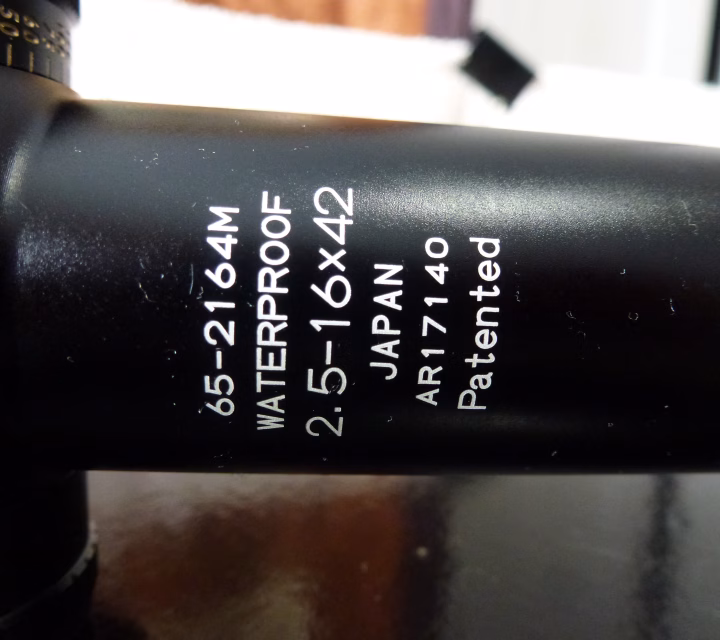 65-2164M
WATERPROOF
2.5-16x42
JAPAN
AR17140
Patented